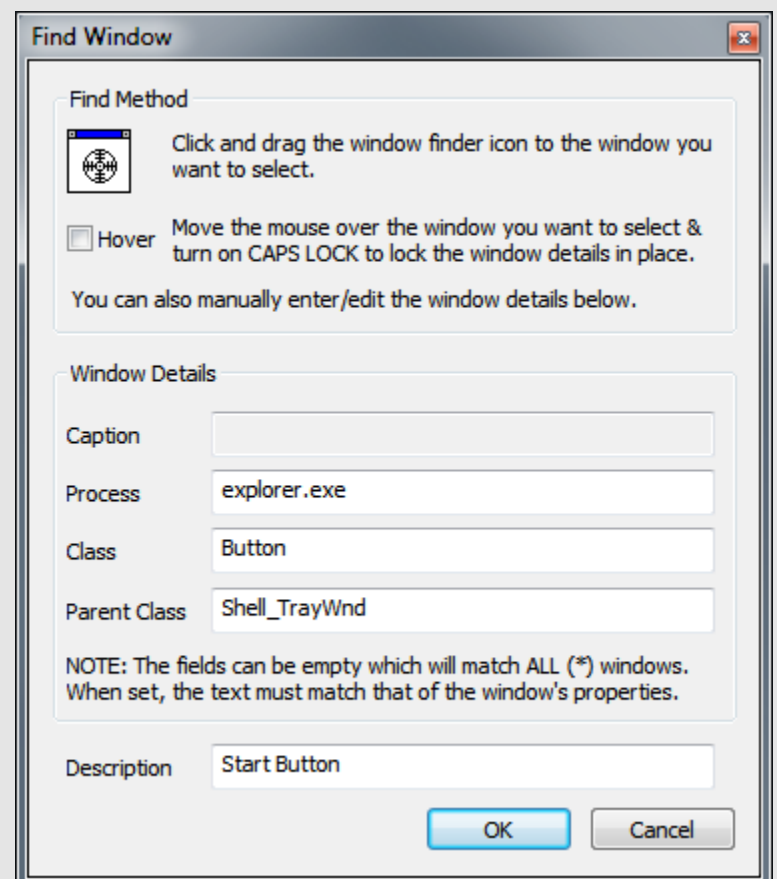 Find Window
Find Method
Click and drag the window finder icon to the window you
want to select.
Hover
Move the mouse over the window you want to select &
turn on CAPS LOCK to lock the window details in place.
You can also manually enter/edit the window details below.
Window Details
Caption
Process explorer.exe
Class Button
Parent Class Shell_TrayWnd
NOTE: The fields can be empty which will match ALL (*) windows.
When set, the text must match that of the window's properties.
Description Start Button
OK Cancel